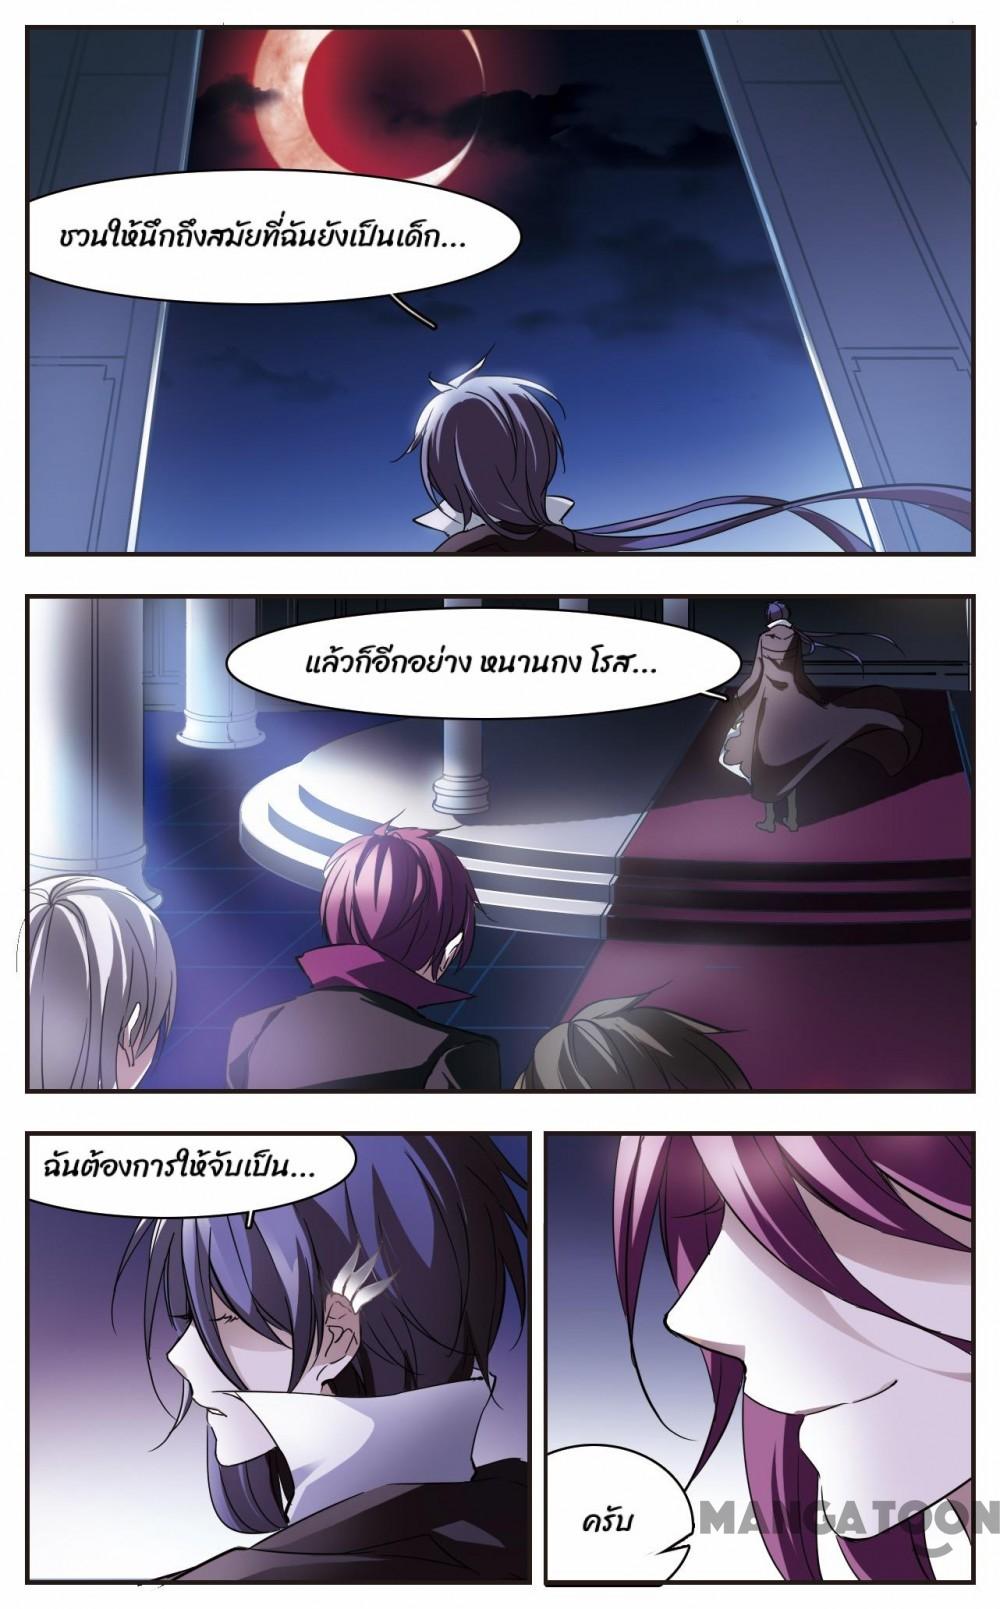 ชวนให้นึกถึงสมัยที่ฉันยังเป็นเด็ก...
แล้วก็อีกอย่าง หนานกง โรส...
ฉันต้องการให้จับเป็น...
ครับ
MANGATOON